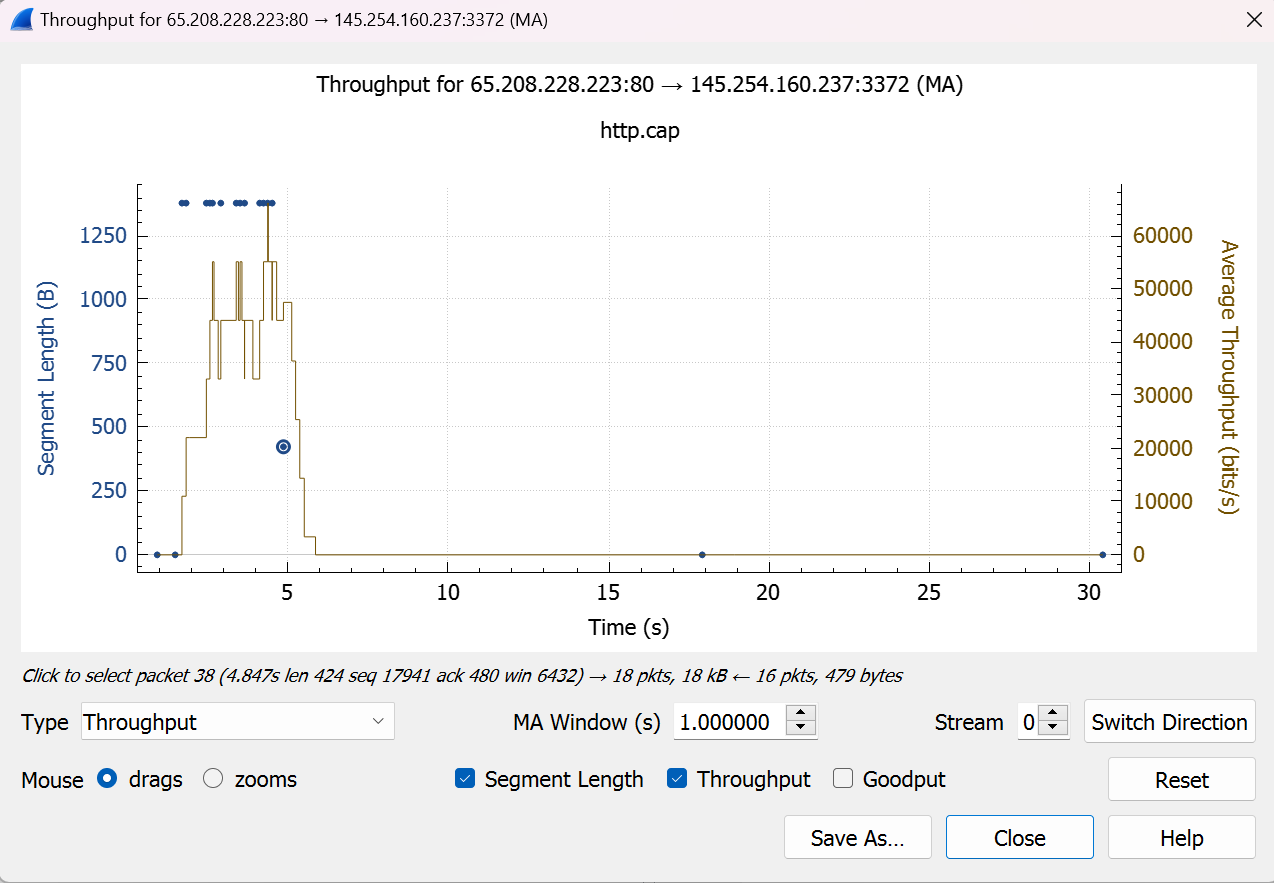 Throughput for 65.208.228.223:80 → 145.254.160.237:3372 (MA)
Throughput for 65.208.228.223:80 → 145.254.160.237:3372 (MA)
http.cap
Segment Length (B)
1250
1000
750
500
250
0
60000
50000
40000
30000
20000
10000
0
Average Throughput (bits/s)
5 10 15 20 25 30
Time (s)
Click to select packet 38 (4.847s len 424 seq 17941 ack 480 win 6432) → 18 pkts, 18 kB ← 16 pkts, 479 bytes
Type Throughput MA Window (s) 1.000000 Stream 0 Switch Direction
Mouse drags zooms Segment Length Throughput Goodput Reset
Save As... Close Help